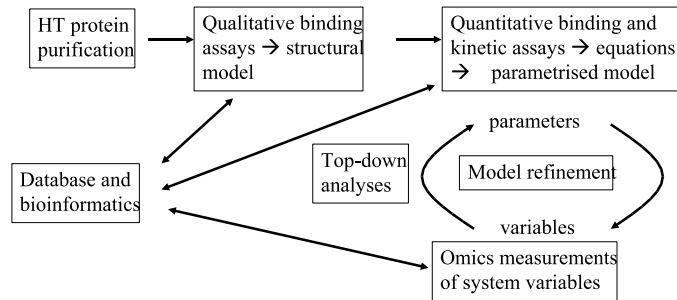 HT protein
purification
Qualitative binding
assays → structural
model
Quantitative binding and
kinetic assays → equations
→ parametrised model
parameters
Top-down
analyses
Model refinement
Database and
bioinformatics
variables
Omics measurements
of system variables